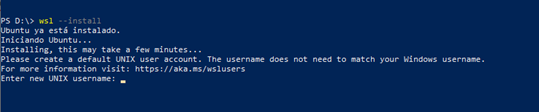 PS D:\> wsl --install
Ubuntu ya está instalado.
Iniciando Ubuntu...
Installing, this may take a few minutes...
Please create a default UNIX user account. The username does not need to match your Windows username.
For more information visit: https://aka.ms/wslusers
Enter new UNIX username: